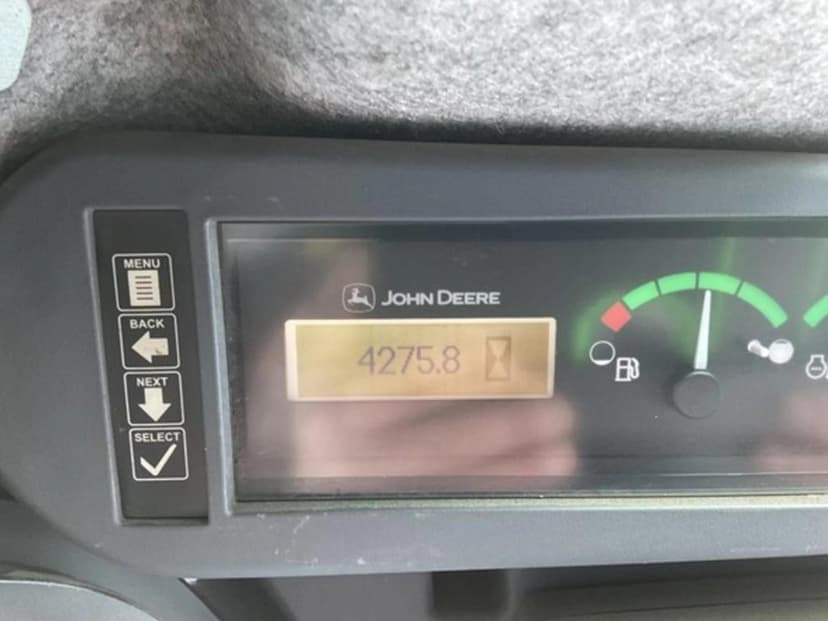 MENU
BACK
NEXT
SELECT
JOHN DEERE
4275.8